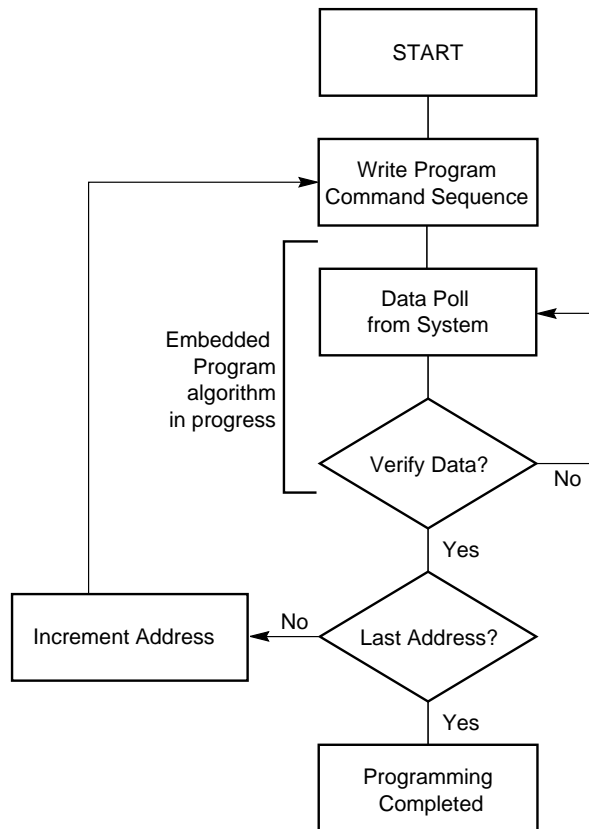 START
Write Program
Command Sequence
Data Poll
from System
Embedded
Program
algorithm
in progress
Verify Data?
No
Yes
Last Address?
No
Increment Address
Yes
Programming
Completed